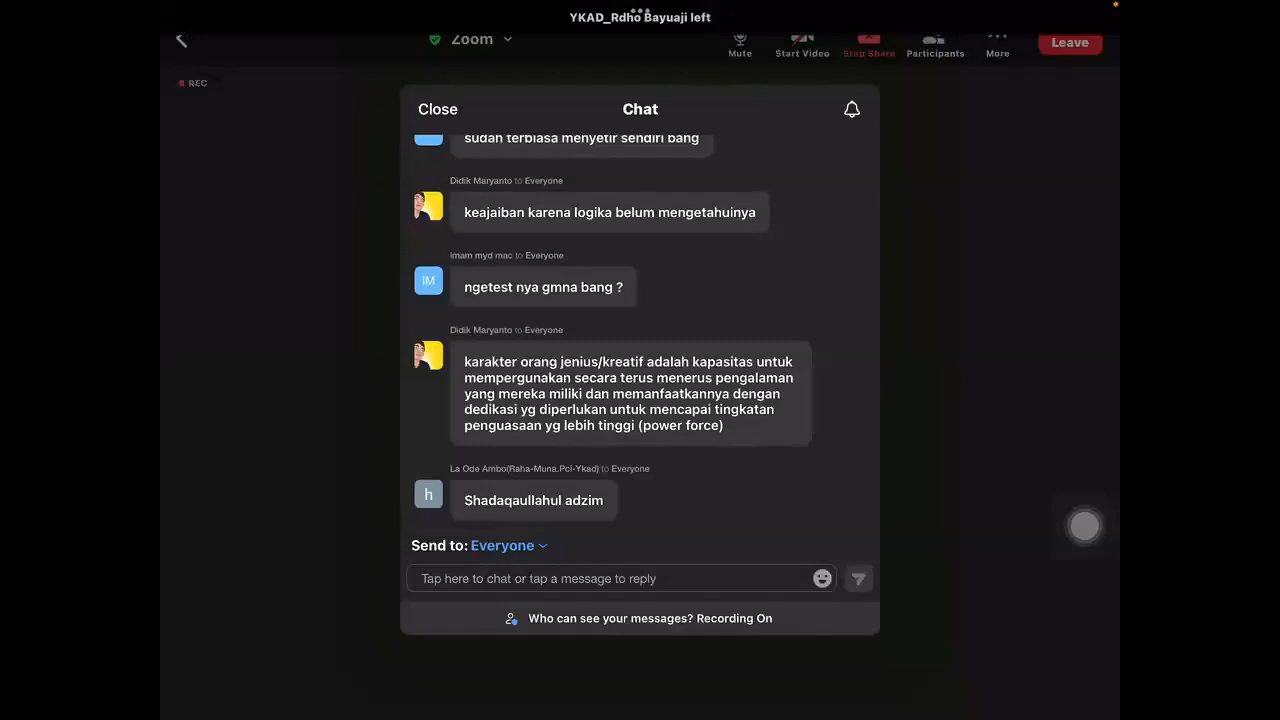 YKAD_Rdho Bayuaji left
Zoom
Mute
Start Video
Stop Share
Participants
More
Leave
REC
Close
Chat
sudah terbiasa menyetir sendiri bang
Didik Maryanto to Everyone
keajaiban karena logika belum mengetahuinya
imam myd mac to Everyone
IM
ngetest nya gmna bang ?
Didik Maryanto to Everyone
karakter orang jenius/kreatif adalah kapasitas untuk
mempergunakan secara terus menerus pengalaman
yang mereka miliki dan memanfaatkannya dengan
dedikasi yg diperlukan untuk mencapai tingkatan
penguasaan yg lebih tinggi (power force)
La Ode Ambo(Raha-Muna.Pci-Ykad) to Everyone
h
Shadaqaullahul adzim
Send to: Everyone
Tap here to chat or tap a message to reply
Who can see your messages? Recording On